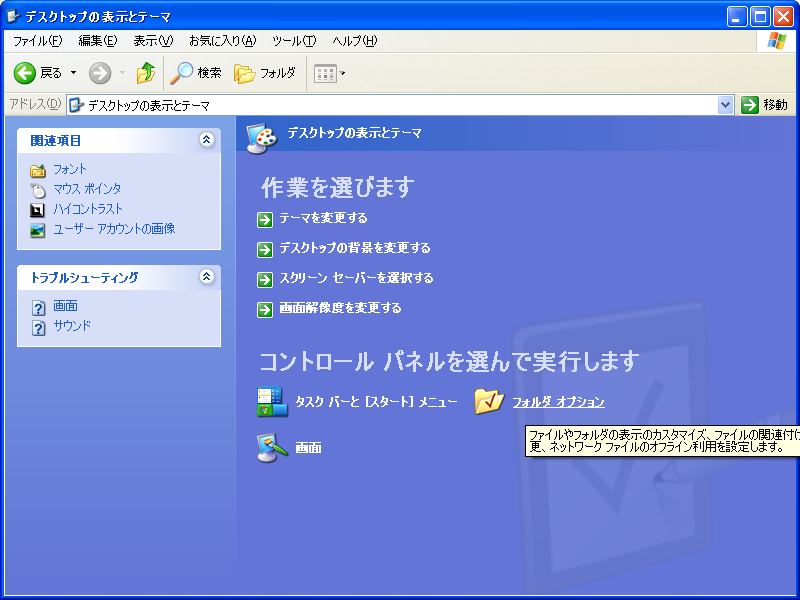 デスクトップの表示とテーマ
ファイル(F) 編集(E) 表示(V) お気に入り(A) ツール(T) ヘルプ(H)
戻る 検索 フォルダ
アドレス(D) デスクトップの表示とテーマ 移動
関連項目
フォント
マウス ポインタ
ハイコントラスト
ユーザー アカウントの画像
トラブルシューティング
画面
サウンド
デスクトップの表示とテーマ
作業を選びます
テーマを変更する
デスクトップの背景を変更する
スクリーン セーバーを選択する
画面解像度を変更する
コントロール パネルを選んで実行します
タスク バーと [スタート] メニュー フォルダ オプション
ファイルやフォルダの表示のカスタマイズ、ファイルの関連付け
更、ネットワーク ファイルのオフライン利用を設定します。
画面